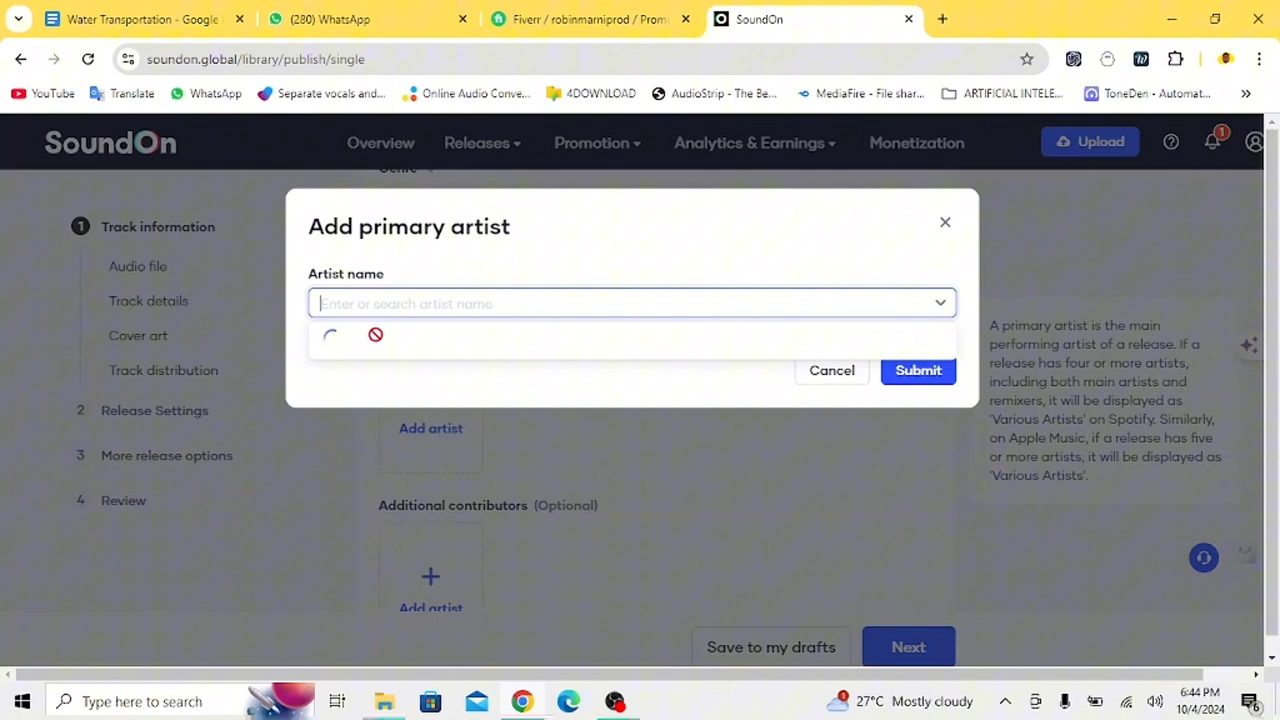 Water Transportation - Google
(280) WhatsApp
Fiverr / robinmarniprod / Prom
SoundOn
soundon.global/library/publish/single
YouTube
Translate
WhatsApp
Separate vocals and...
Online Audio Conve...
4DOWNLOAD
AudioStrip - The Be...
MediaFire - File shar...
ARTIFICIAL INTELE...
ToneDen - Automat...
SoundOn
Overview
Releases
Promotion
Analytics & Earnings
Monetization
Upload
1
Genre
1 Track information
Audio file
Track details
Cover art
Track distribution
2 Release Settings
3 More release options
4 Review
Add primary artist
Artist name
Enter or search artist name
Cancel
Submit
Add artist
Additional contributors (Optional)
Add artist
A primary artist is the main
performing artist of a release. If a
release has four or more artists,
including both main artists and
remixers, it will be displayed as
'Various Artists' on Spotify. Similarly,
on Apple Music, if a release has five
or more artists, it will be displayed as
'Various Artists'.
Save to my drafts
Next
Type here to search
1
27°C Mostly cloudy
6:44 PM
10/4/2024
6